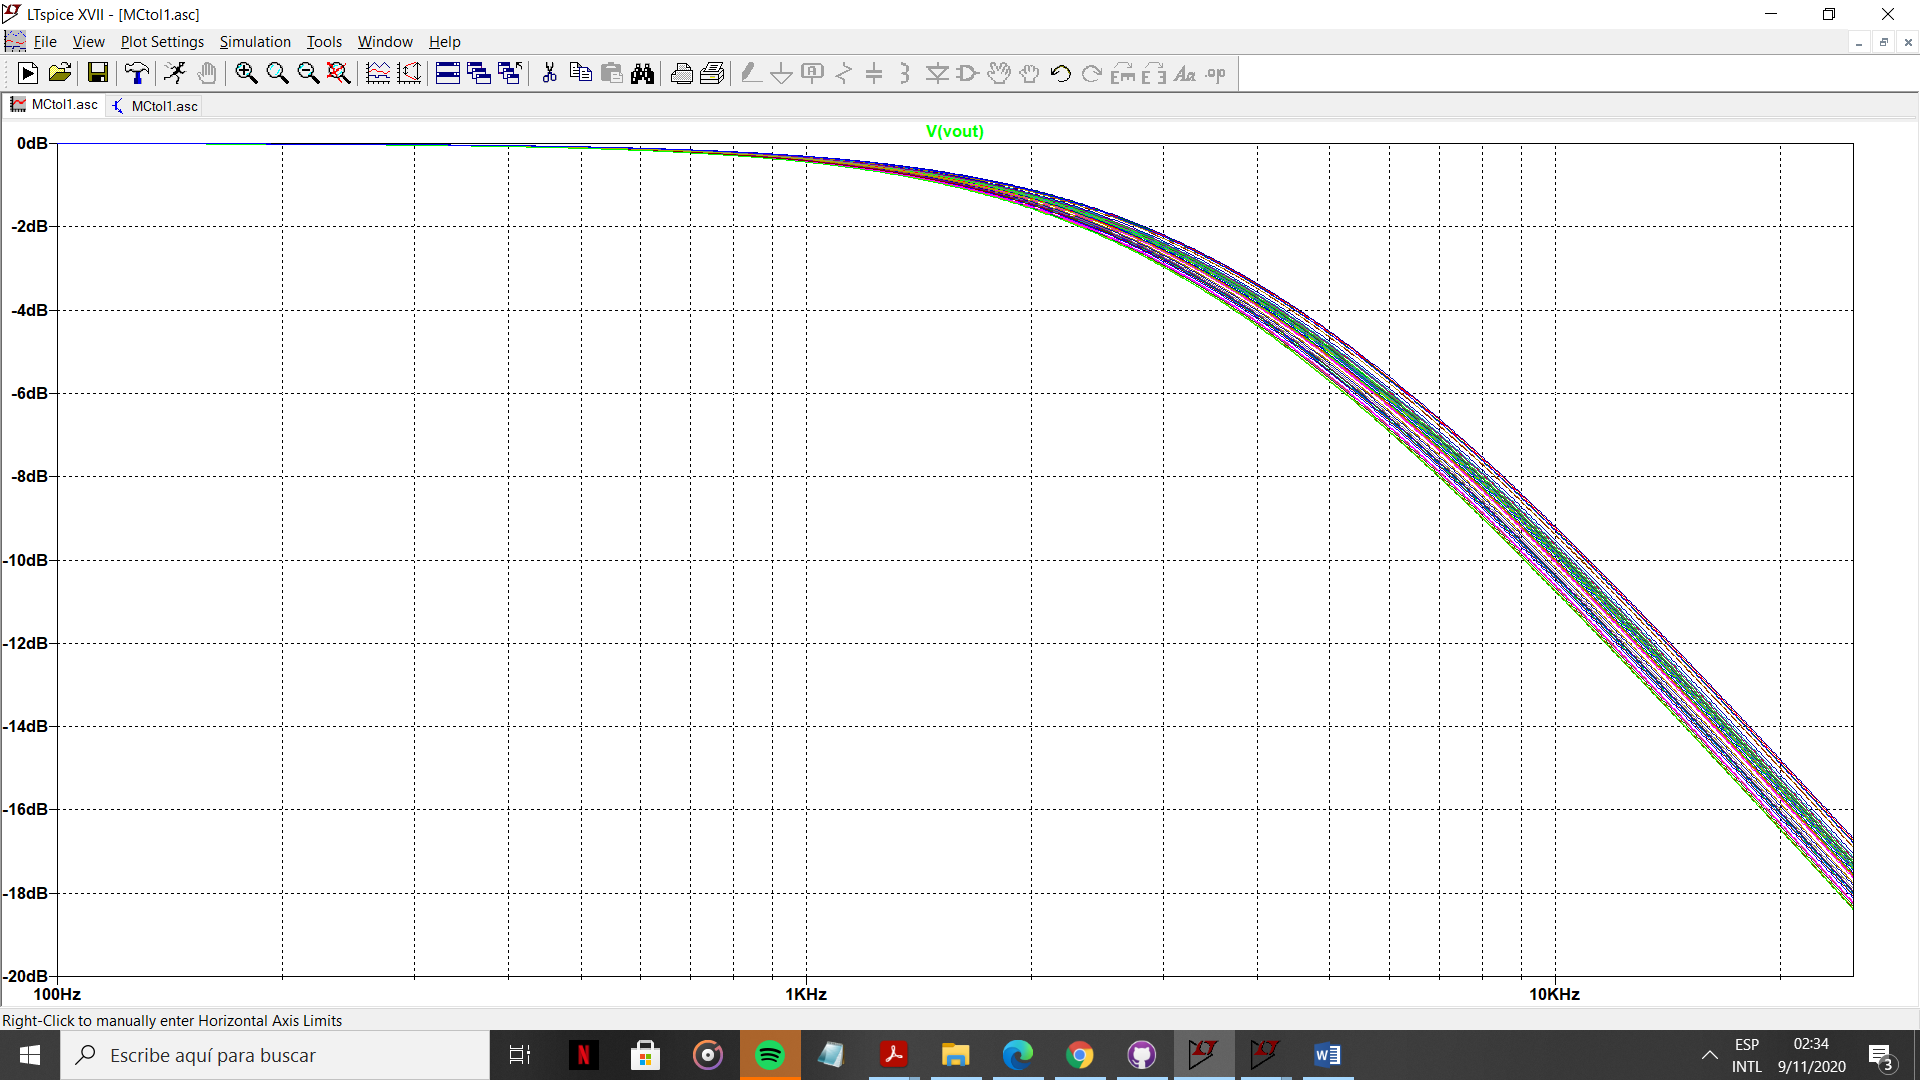 LTspice XVII - [MCtol1.asc]
File View Plot Settings Simulation Tools Window Help
MCtol1.asc MCtol1.asc
V(vout)
0dB
-2dB
-4dB
-6dB
-8dB
-10dB
-12dB
-14dB
-16dB
-18dB
-20dB
100Hz 1KHz 10KHz
Right-Click to manually enter Horizontal Axis Limits
Escribe aquí para buscar
ESP 02:34
INTL 9/11/2020 3